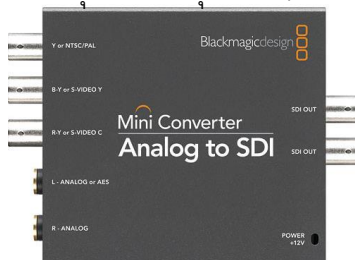 Blackmagicdesign
Y or NTSC/PAL
B-Y or S-VIDEO Y
R-Y or S-VIDEO C
Mini Converter
Analog to SDI
SDI OUT
SDI OUT
L - ANALOG or AES
R - ANALOG
POWER
+12V